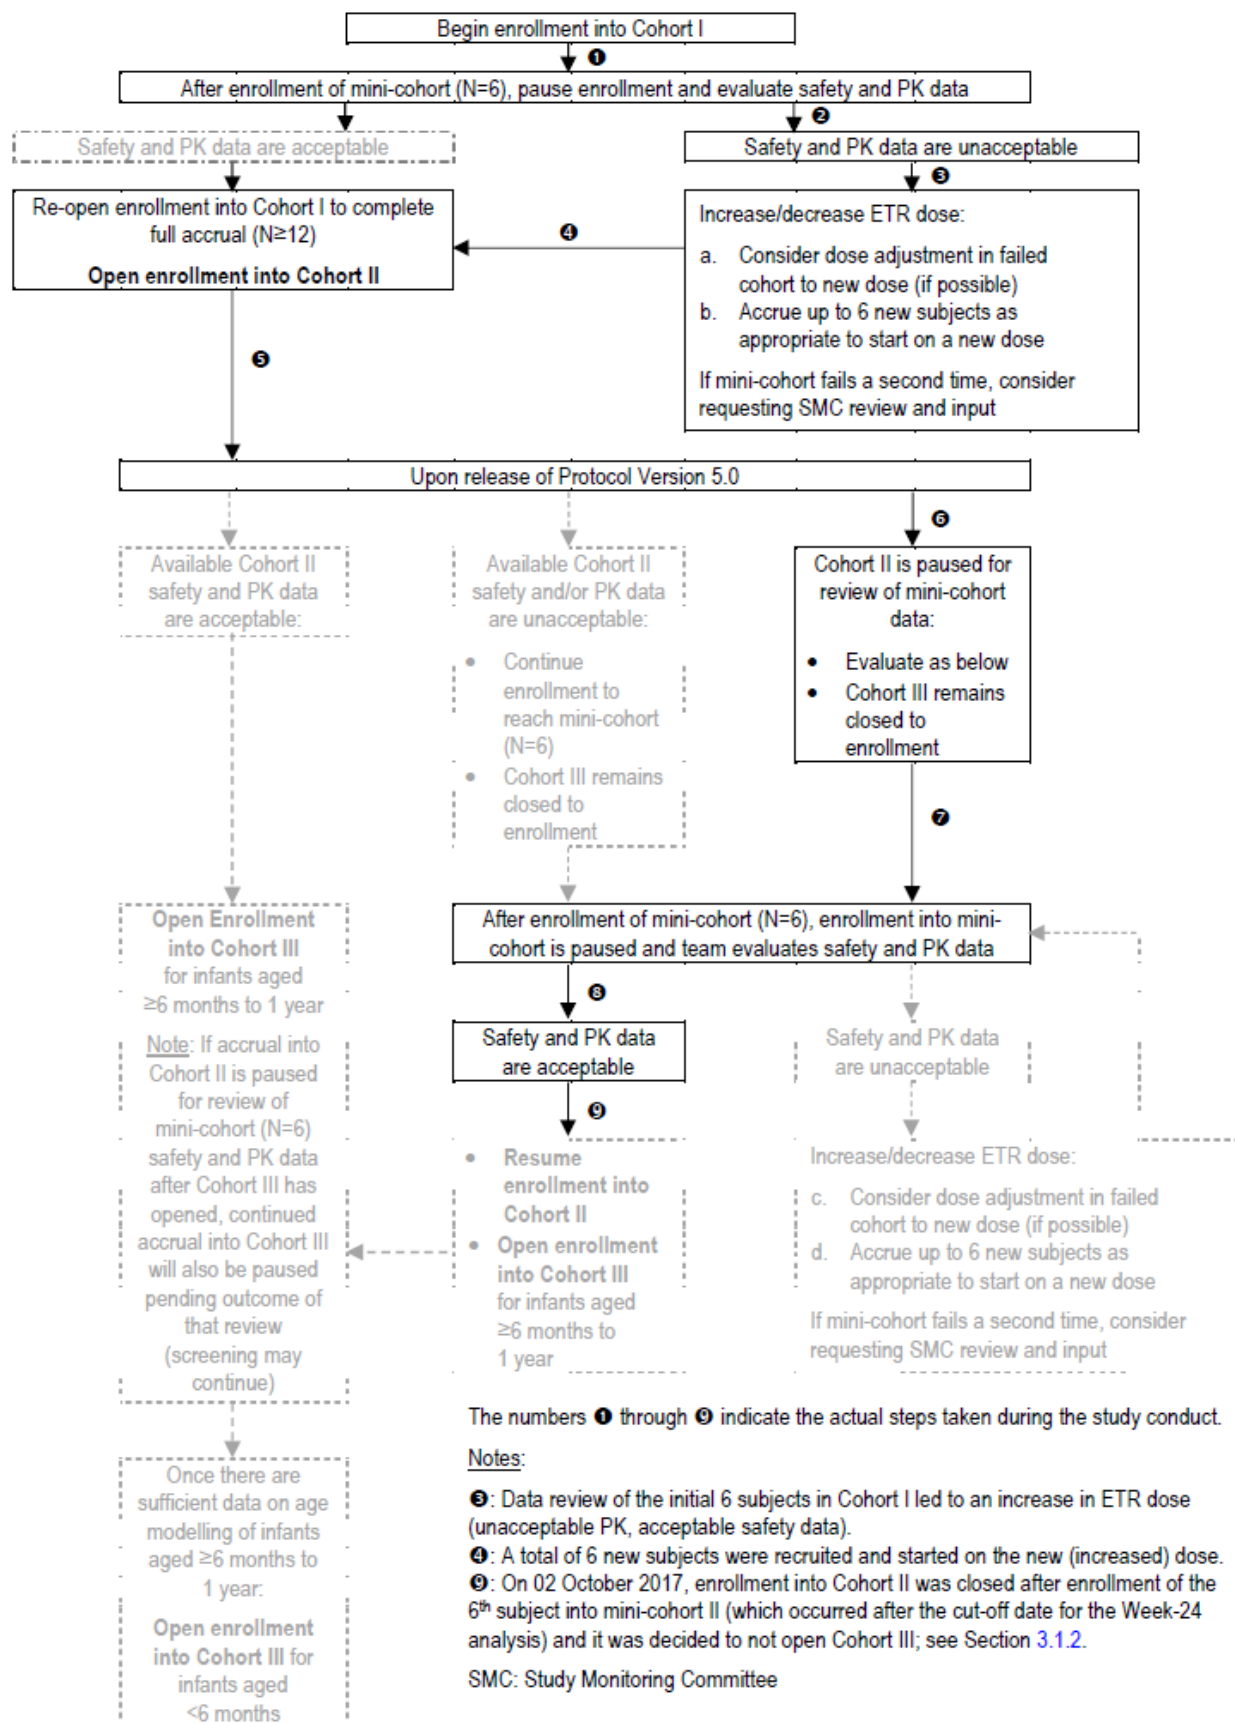 Begin enrollment into Cohort I
❶
After enrollment of mini-cohort (N=6), pause enrollment and evaluate safety and PK data
❷
Safety and PK data are acceptable
Safety and PK data are unacceptable
❸
Re-open enrollment into Cohort I to complete
full accrual (N≥12)
Open enrollment into Cohort II
❹
Increase/decrease ETR dose:
a. Consider dose adjustment in failed
cohort to new dose (if possible)
b. Accrue up to 6 new subjects as
appropriate to start on a new dose
If mini-cohort fails a second time, consider
requesting SMC review and input
❺
Upon release of Protocol Version 5.0
❻
Available Cohort II
safety and PK data
are acceptable:
Available Cohort II
safety and/or PK data
are unacceptable:
• Continue
enrollment to
reach mini-cohort
(N=6)
• Cohort III remains
closed to
enrollment
Cohort II is paused for
review of mini-cohort
data:
• Evaluate as below
• Cohort III remains
closed to
enrollment
❼
After enrollment of mini-cohort (N=6), enrollment into mini-
cohort is paused and team evaluates safety and PK data
❽
Open Enrollment
into Cohort III
for infants aged
≥6 months to 1 year
Note: If accrual into
Cohort II is paused
for review of
mini-cohort (N=6)
safety and PK data
after Cohort III has
opened, continued
accrual into Cohort III
will also be paused
pending outcome of
that review
(screening may
continue)
Safety and PK data
are acceptable
❾
Safety and PK data
are unacceptable
• Resume
enrollment into
Cohort II
• Open enrollment
into Cohort III
for infants aged
≥6 months to
1 year
Increase/decrease ETR dose:
c. Consider dose adjustment in failed
cohort to new dose (if possible)
d. Accrue up to 6 new subjects as
appropriate to start on a new dose
If mini-cohort fails a second time, consider
requesting SMC review and input
Once there are
sufficient data on age
modelling of infants
aged ≥6 months to
1 year:
Open enrollment
into Cohort III for
infants aged
<6 months
The numbers ❶ through ❾ indicate the actual steps taken during the study conduct.
Notes:
❸: Data review of the initial 6 subjects in Cohort I led to an increase in ETR dose
(unacceptable PK, acceptable safety data).
❹: A total of 6 new subjects were recruited and started on the new (increased) dose.
❾: On 02 October 2017, enrollment into Cohort II was closed after enrollment of the
6th subject into mini-cohort II (which occurred after the cut-off date for the Week-24
analysis) and it was decided to not open Cohort III; see Section 3.1.2.
SMC: Study Monitoring Committee